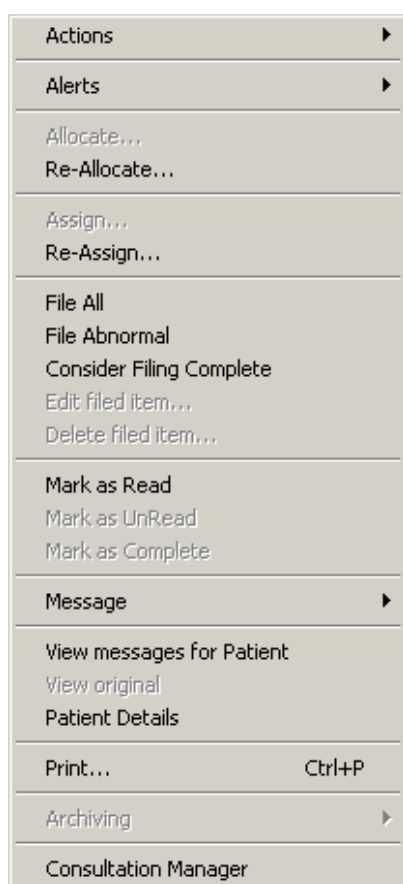 Actions
Alerts
Allocate...
Re-Allocate...
Assign...
Re-Assign...
File All
File Abnormal
Consider Filing Complete
Edit filed item...
Delete filed item...
Mark as Read
Mark as UnRead
Mark as Complete
Message
View messages for Patient
View original
Patient Details
Print... Ctrl+P
Archiving
Consultation Manager